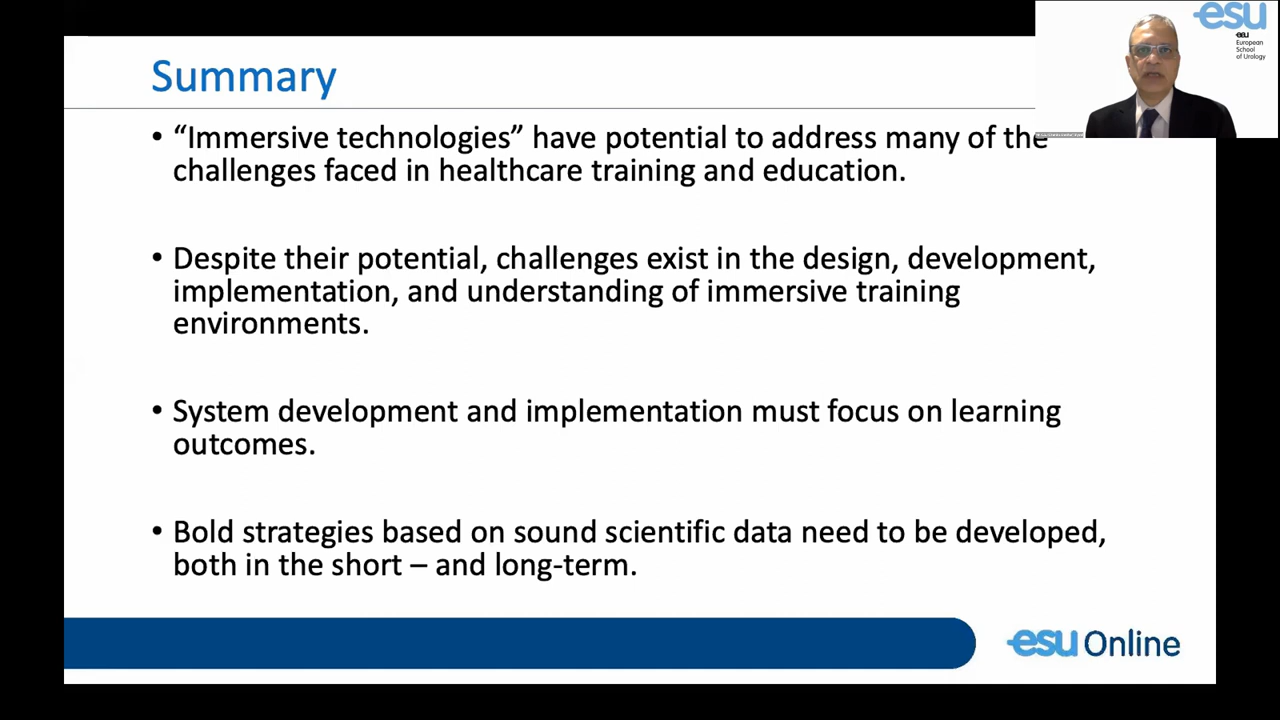 esu
eau
European
School
of Urology
Summary
• “Immersive technologies” have potential to address many of the
challenges faced in healthcare training and education.
• Despite their potential, challenges exist in the design, development,
implementation, and understanding of immersive training
environments.
• System development and implementation must focus on learning
outcomes.
• Bold strategies based on sound scientific data need to be developed,
both in the short – and long-term.
esu Online